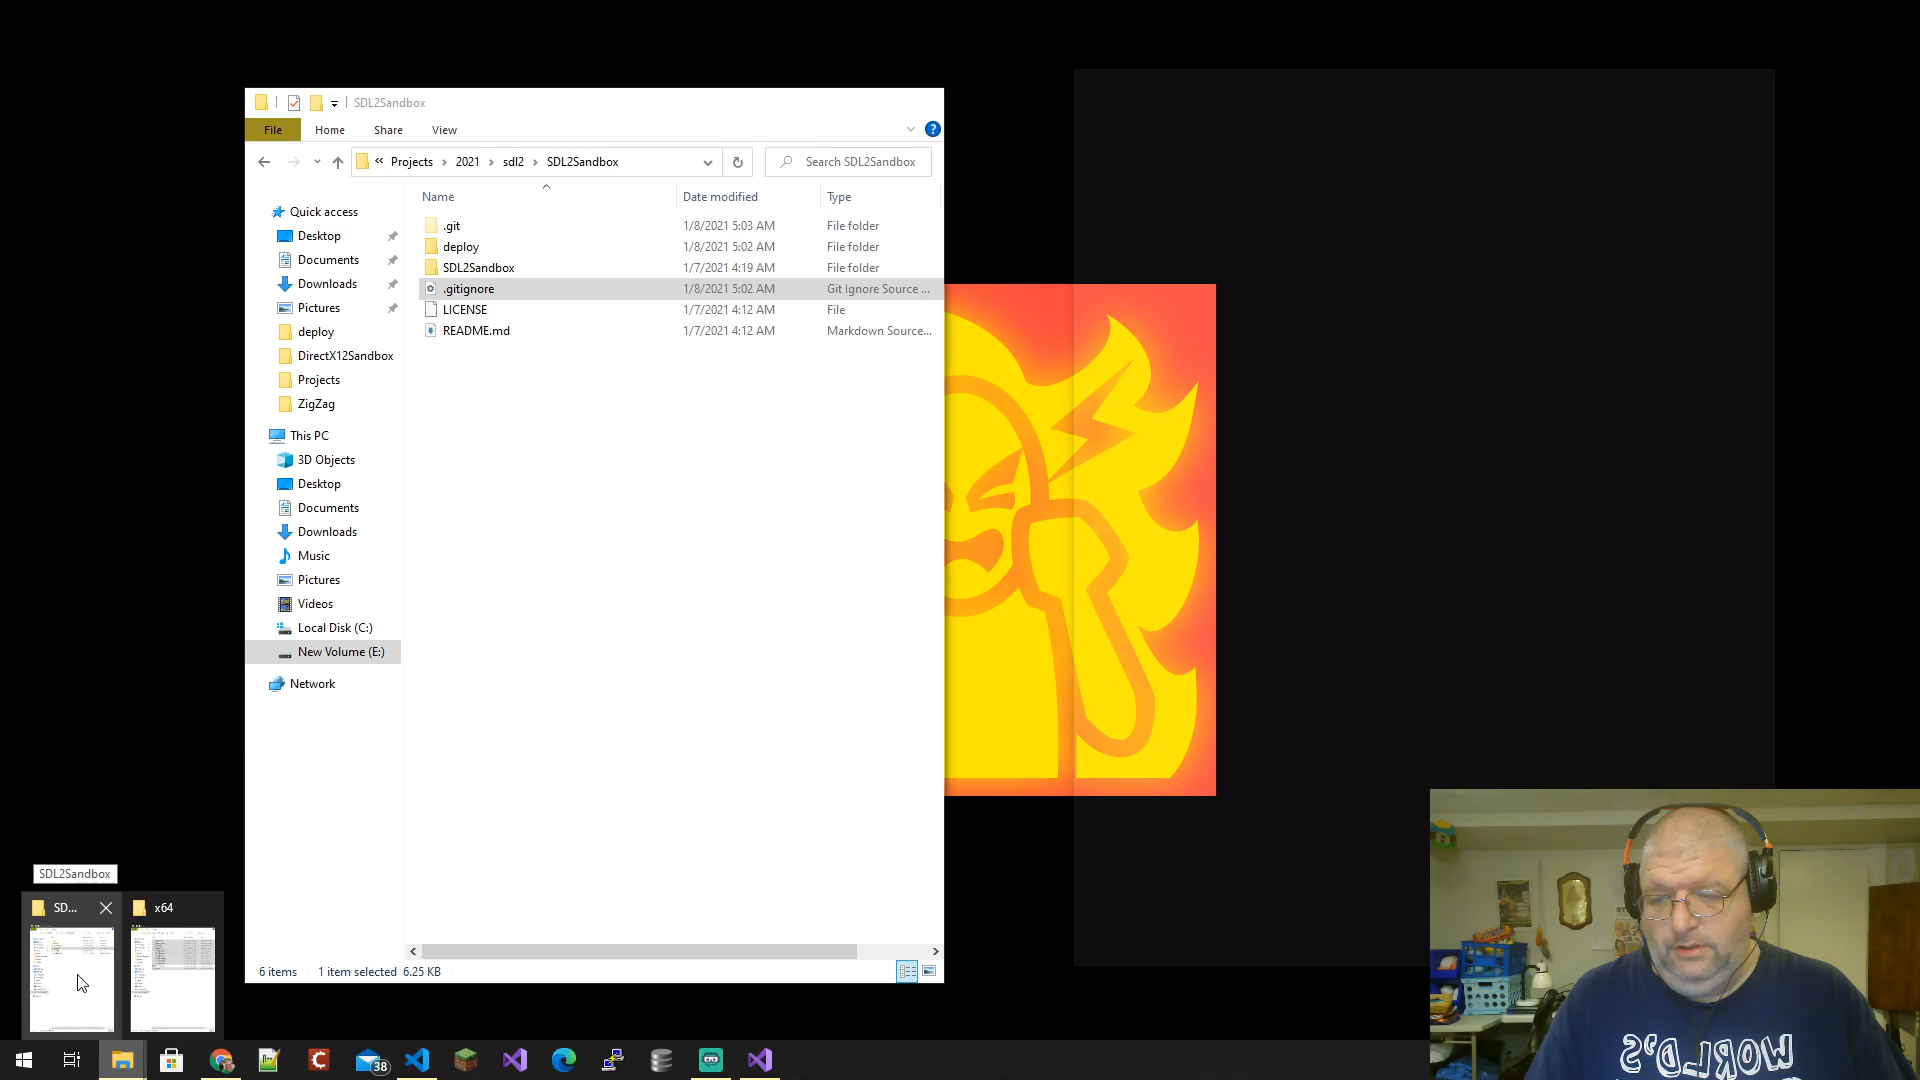 SDL2Sandbox
File Home Share View
« Projects › 2021 › sdl2 › SDL2Sandbox
Search SDL2Sandbox
Name Date modified Type
.git 1/8/2021 5:03 AM File folder
deploy 1/8/2021 5:02 AM File folder
SDL2Sandbox 1/7/2021 4:19 AM File folder
.gitignore 1/8/2021 5:02 AM Git Ignore Source ...
LICENSE 1/7/2021 4:12 AM File
README.md 1/7/2021 4:12 AM Markdown Source...
Quick access
Desktop
Documents
Downloads
Pictures
deploy
DirectX12Sandbox
Projects
ZigZag
This PC
3D Objects
Desktop
Documents
Downloads
Music
Pictures
Videos
Local Disk (C:)
New Volume (E:)
Network
6 items 1 item selected 6.25 KB
SDL2Sandbox
SD... x64
38
WORLD'S